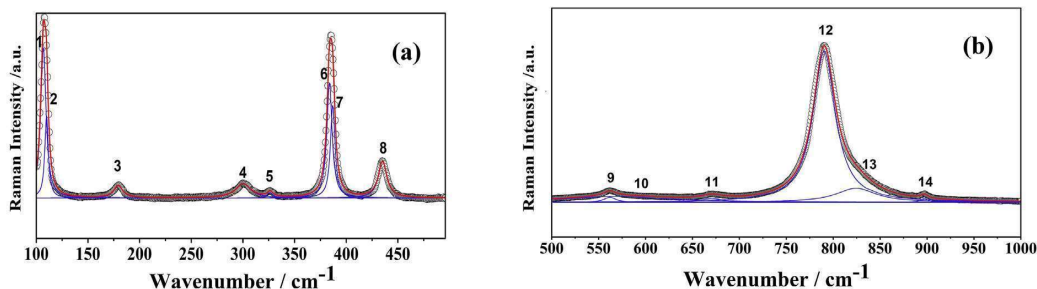 (a)
1
2
3
4
5
6
7
8
Raman Intensity /a.u.
100 150 200 250 300 350 400 450
Wavenumber / cm-1
(b)
9
10
11
12
13
14
Raman Intensity /a.u.
500 550 600 650 700 750 800 850 900 950 1000
Wavenumber / cm-1